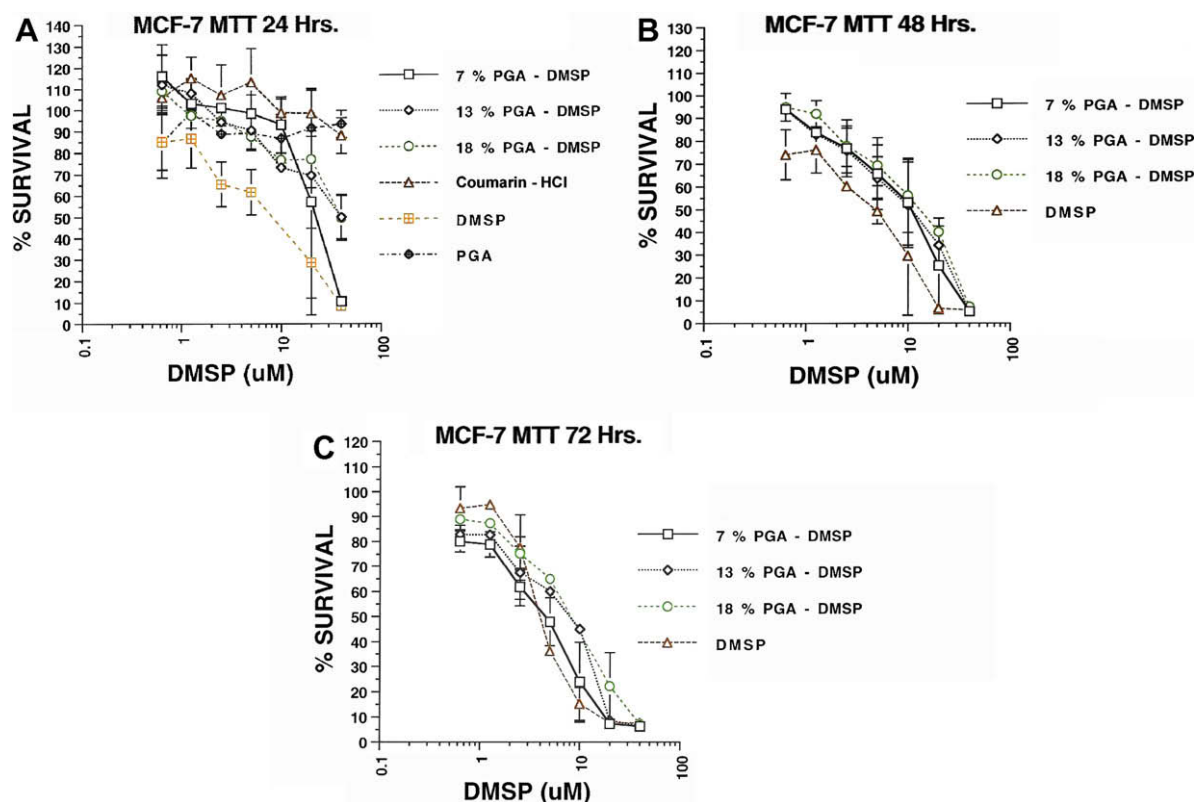 A
MCF-7 MTT 24 Hrs.
% SURVIVAL
140
130
120
110
100
90
80
70
60
50
40
30
20
10
0
0.1
1
10
100
DMSP (uM)
7 % PGA - DMSP
13 % PGA - DMSP
18 % PGA - DMSP
Coumarin - HCl
DMSP
PGA
B
MCF-7 MTT 48 Hrs.
% SURVIVAL
130
120
110
100
90
80
70
60
50
40
30
20
10
0
0.1
1
10
100
DMSP (uM)
7 % PGA - DMSP
13 % PGA - DMSP
18 % PGA - DMSP
DMSP
C
MCF-7 MTT 72 Hrs.
% SURVIVAL
120
110
100
90
80
70
60
50
40
30
20
10
0
0.1
1
10
100
DMSP (uM)
7 % PGA - DMSP
13 % PGA - DMSP
18 % PGA - DMSP
DMSP